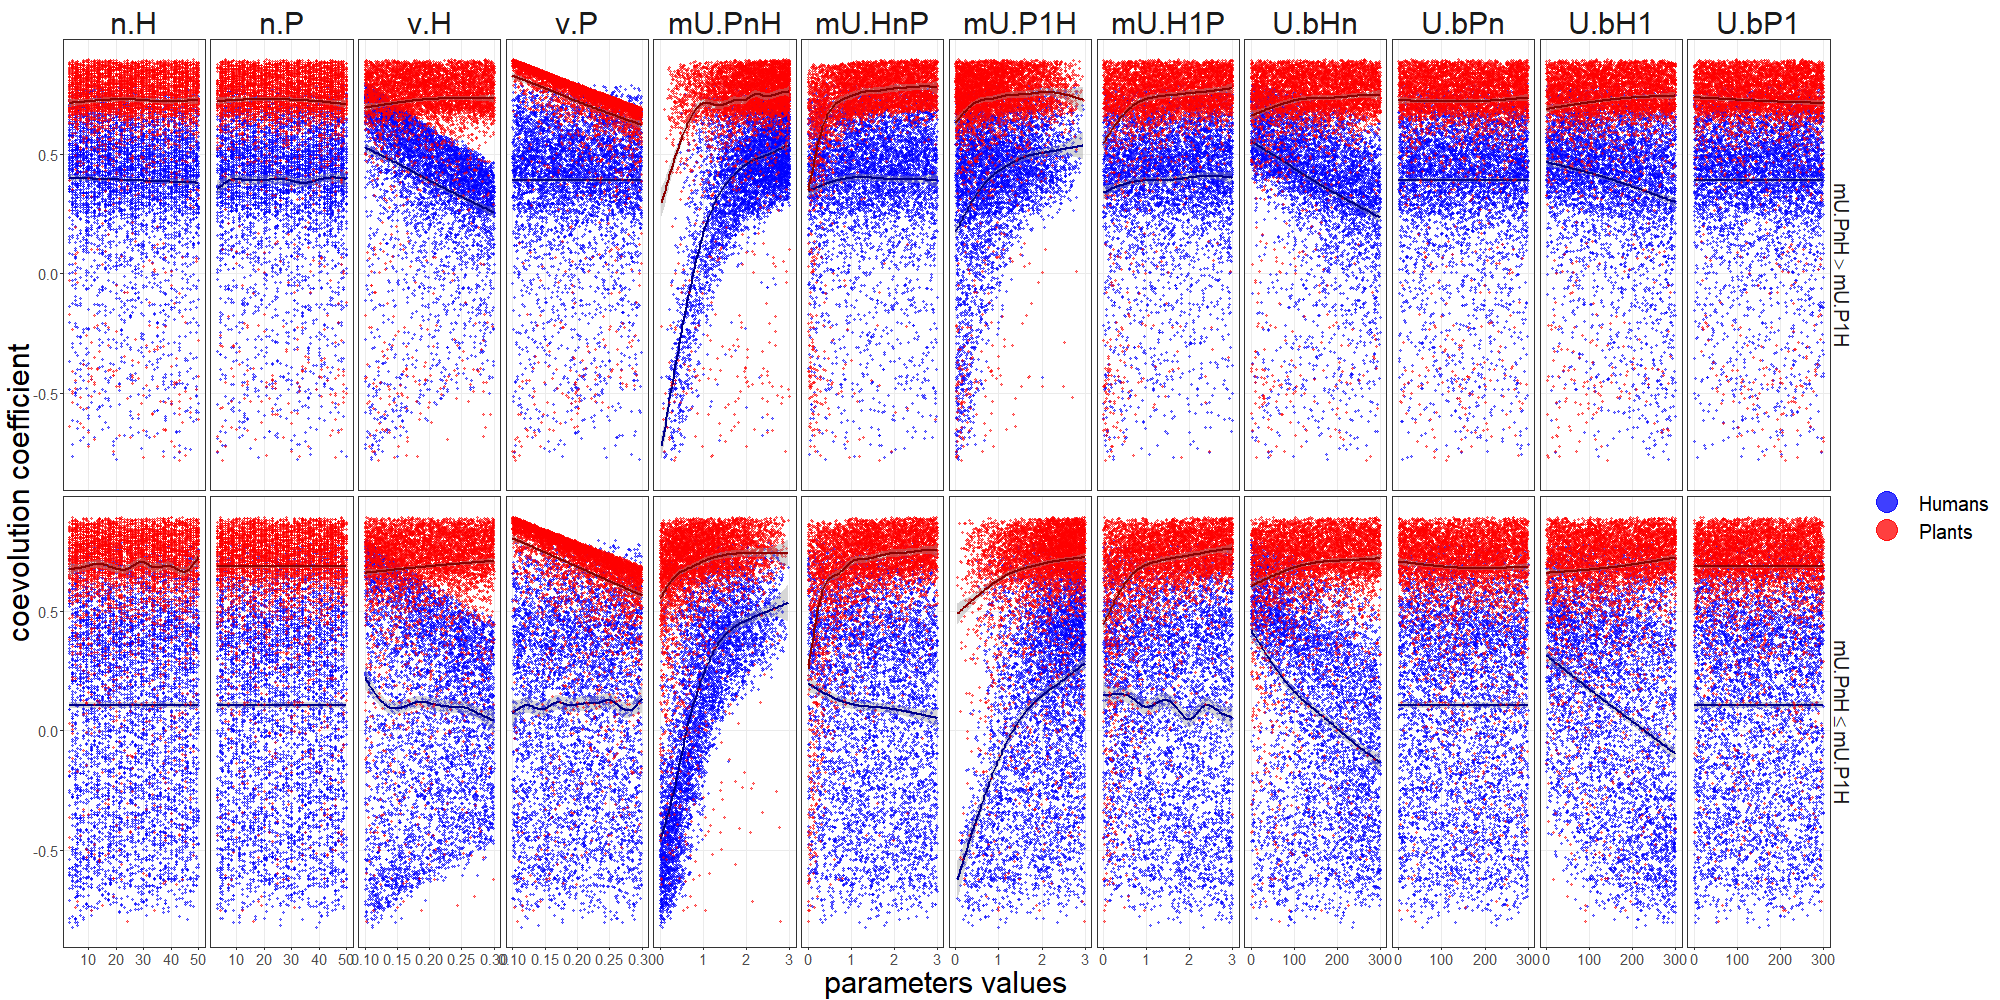 n.H n.P v.H v.P mU.PnH mU.HnP mU.P1H mU.H1P U.bHn U.bPn U.bH1 U.bP1
coevolution coefficient
0.5
0.0
-0.5
mU.PnH > mU.P1H
0.5
0.0
-0.5
mU.PnH ≤ mU.P1H
Humans
Plants
10 20 30 40 50 10 20 30 40 50 0.10 0.15 0.20 0.25 0.30 0.10 0.15 0.20 0.25 0.30 0 1 2 3 0 1 2 3 0 1 2 3 0 1 2 3 0 100 200 300 0 100 200 300 0 100 200 300 0 100 200 300
parameters values